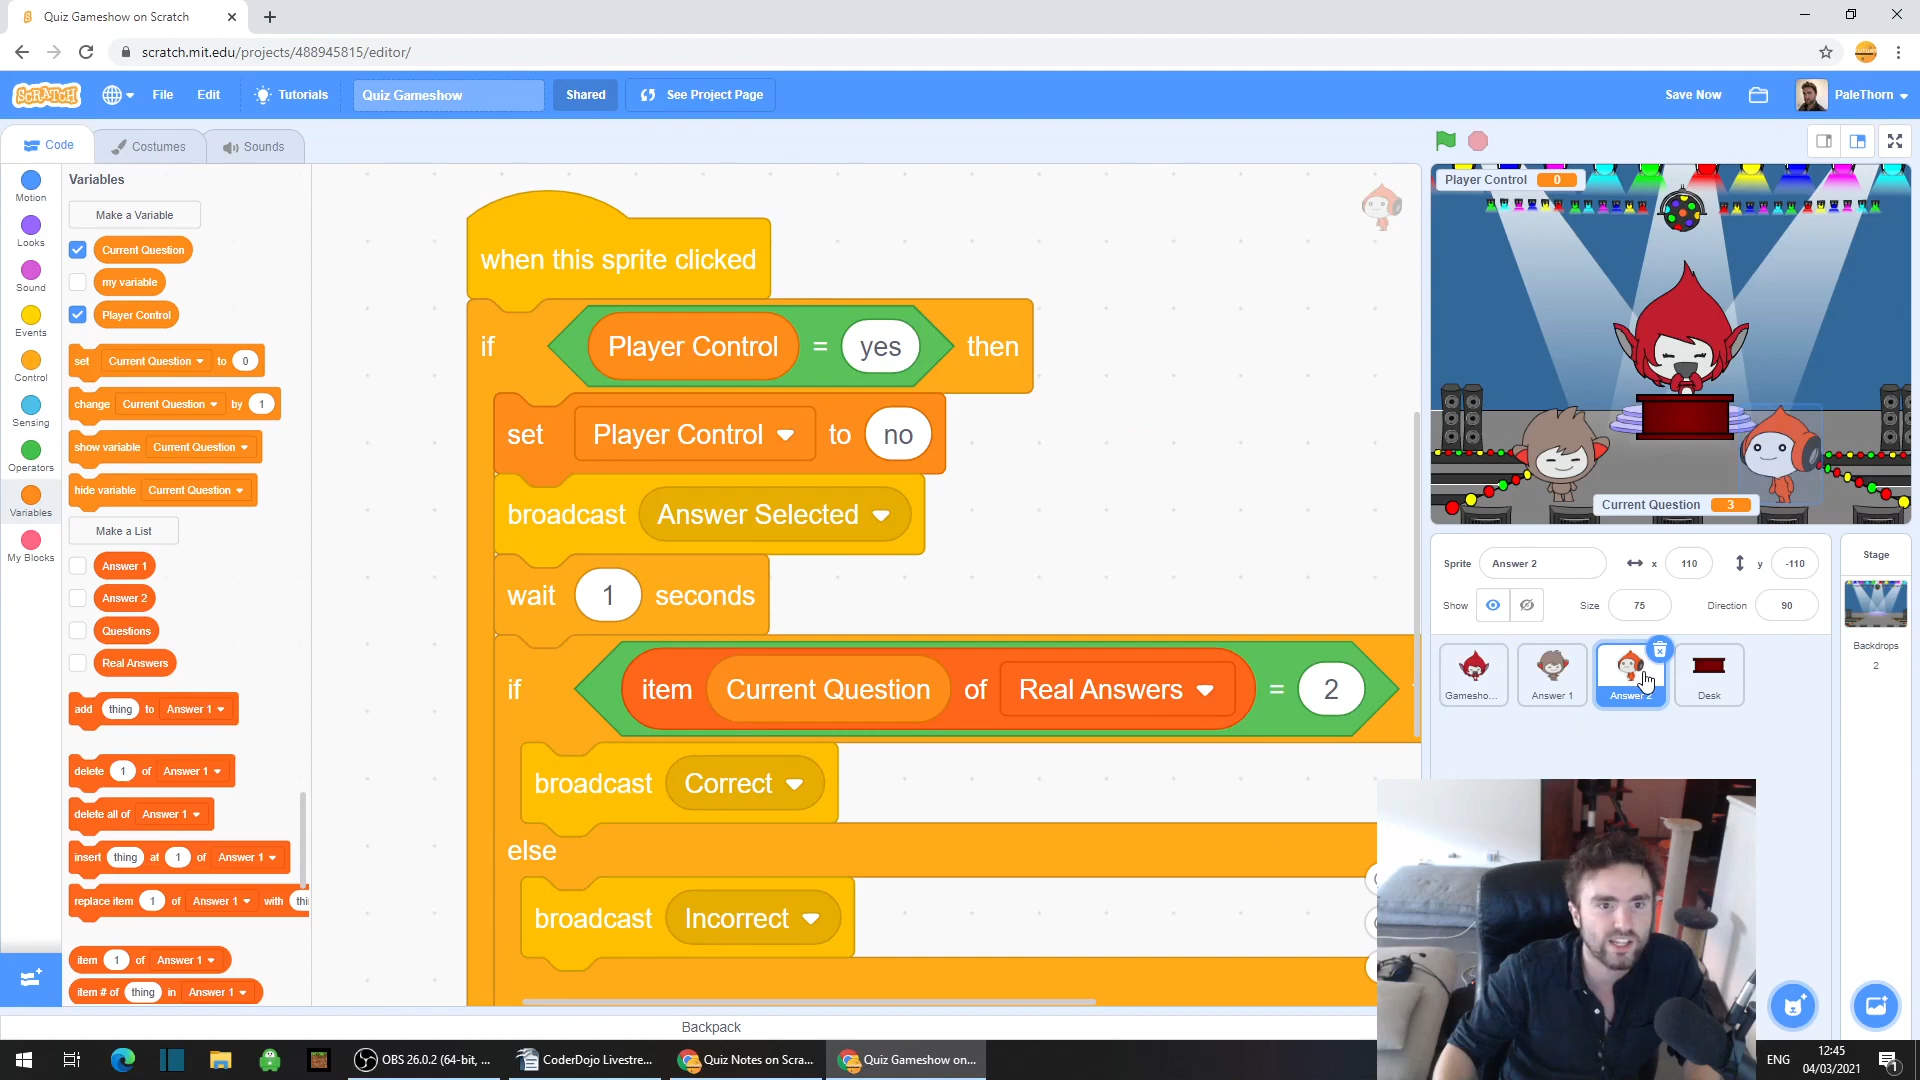 Quiz Gameshow on Scratch
scratch.mit.edu/projects/488945815/editor/
SCRATCH
File
Edit
Tutorials
Quiz Gameshow
Shared
See Project Page
Save Now
PaleThorn
Code
Costumes
Sounds
Motion
Looks
Sound
Events
Control
Sensing
Operators
Variables
My Blocks
Variables
Make a Variable
Current Question
my variable
Player Control
set Current Question to 0
change Current Question by 1
show variable Current Question
hide variable Current Question
Make a List
Answer 1
Answer 2
Questions
Real Answers
add thing to Answer 1
delete 1 of Answer 1
delete all of Answer 1
insert thing at 1 of Answer 1
replace item 1 of Answer 1 with thi
item 1 of Answer 1
item # of thing in Answer 1
when this sprite clicked
if Player Control = yes then
set Player Control to no
broadcast Answer Selected
wait 1 seconds
if item Current Question of Real Answers = 2
broadcast Correct
else
broadcast Incorrect
Player Control 0
Current Question 3
Sprite Answer 2 x 110 y -110
Show Size 75 Direction 90
Gamesho...
Answer 1
Answer 2
Desk
Stage
Backdrops
2
Backpack
OBS 26.0.2 (64-bit, ...
CoderDojo Livestre...
Quiz Notes on Scra...
Quiz Gameshow on...
ENG
12:45
04/03/2021
1